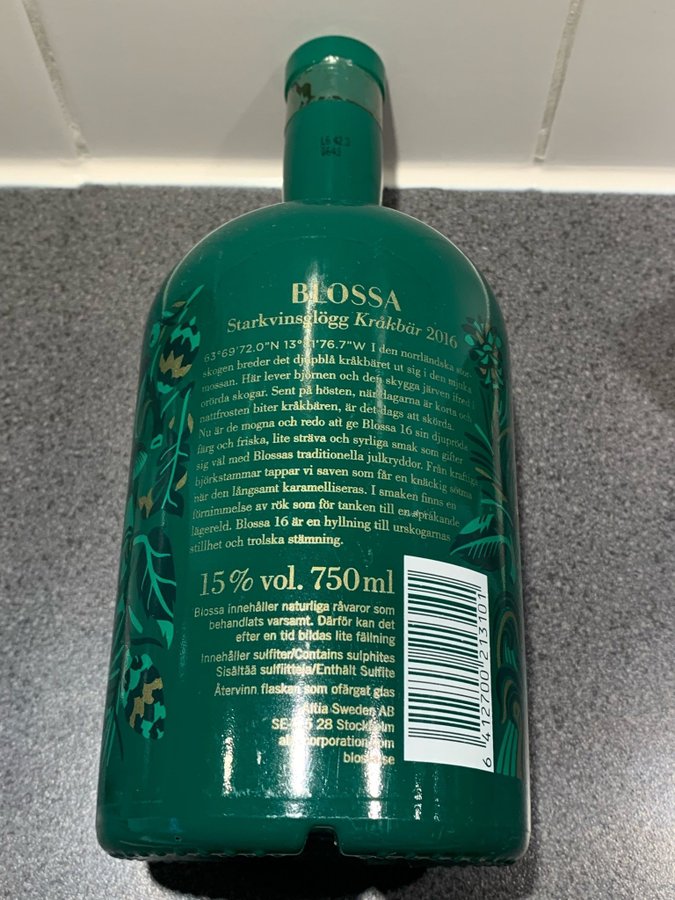 L6 423
BLOSSA
Starkvinsglögg Kråkbär 2016
63°69'72.0"N 13°81'76.7"W I den norrländska stor-
skogen breder det djupblå kråkbäret ut sig i den mjuka
mossan. Här lever björnen och den skygga järven ifred i
orörda skogar. Sent på hösten, när dagarna är korta och
nattfrosten biter kråkbären, är det dags att skörda.
Nu är de mogna och redo att ge Blossa 16 sin djupröda
färg och friska, lite sträva och syrliga smak som gifter
sig väl med Blossas traditionella julkryddor. Från kraftiga
björkstammar tappar vi saven som får en knäckig sötma
när den långsamt karamelliseras. I smaken finns en
förnimmelse av rök som för tanken till en sprakande
lägereld. Blossa 16 är en hyllning till urskogarnas
stillhet och trolska stämning.
15% vol. 750ml
Blossa innehåller naturliga råvaror som
behandlats varsamt. Därför kan det
efter en tid bildas lite fällning
Innehåller sulfiter/Contains sulphites
Sisältää sulfiitteja/Enthält Sulfite
Återvinn flaskan som ofärgat glas
Altia Sweden AB
28 Stockholm
6 412700 213101